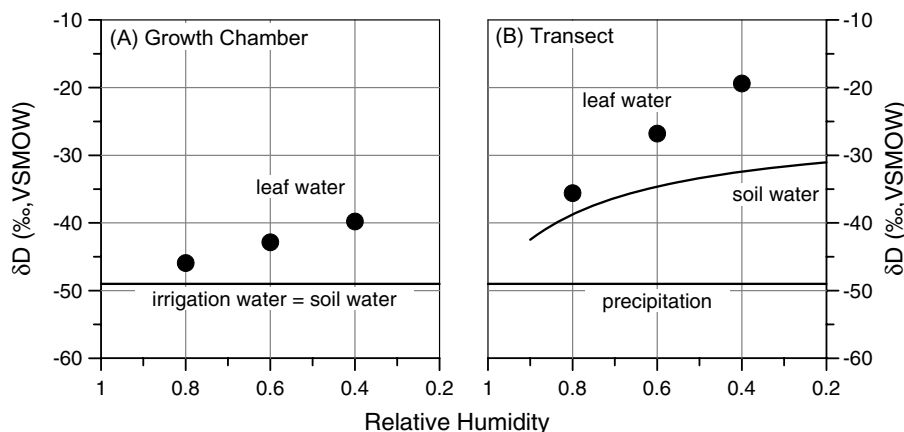 (A) Growth Chamber
-10
-20
-30
-40
-50
-60
δD (‰,VSMOW)
leaf water
irrigation water = soil water
1
0.8
0.6
0.4
0.2
(B) Transect
leaf water
soil water
precipitation
1
0.8
0.6
0.4
0.2
-10
-20
-30
-40
-50
-60
δD (‰,VSMOW)
Relative Humidity